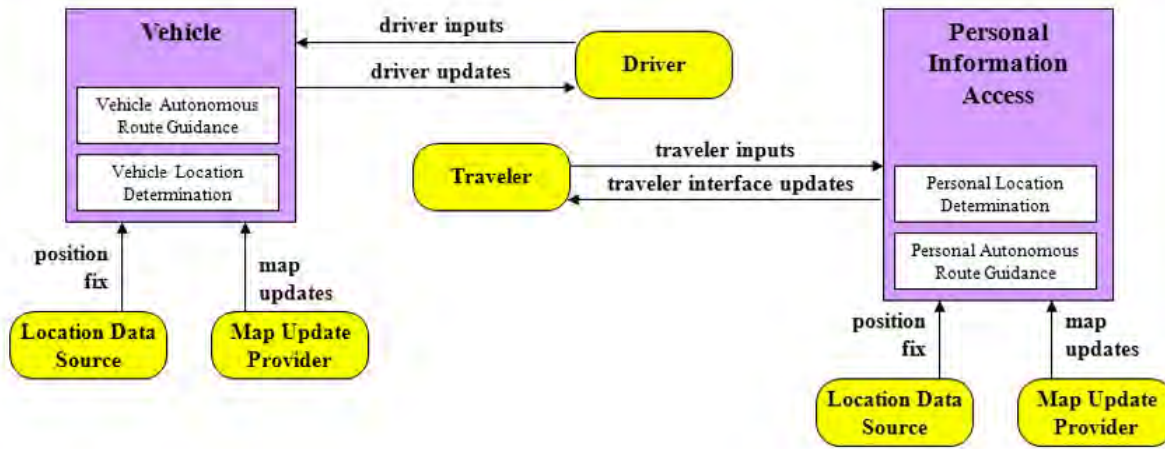 Vehicle
Vehicle Autonomous
Route Guidance
Vehicle Location
Determination
driver inputs
driver updates
Driver
Personal
Information
Access
Traveler
traveler inputs
traveler interface updates
Personal Location
Determination
Personal Autonomous
Route Guidance
position
fix
map
updates
Location Data
Source
Map Update
Provider
position
fix
map
updates
Location Data
Source
Map Update
Provider